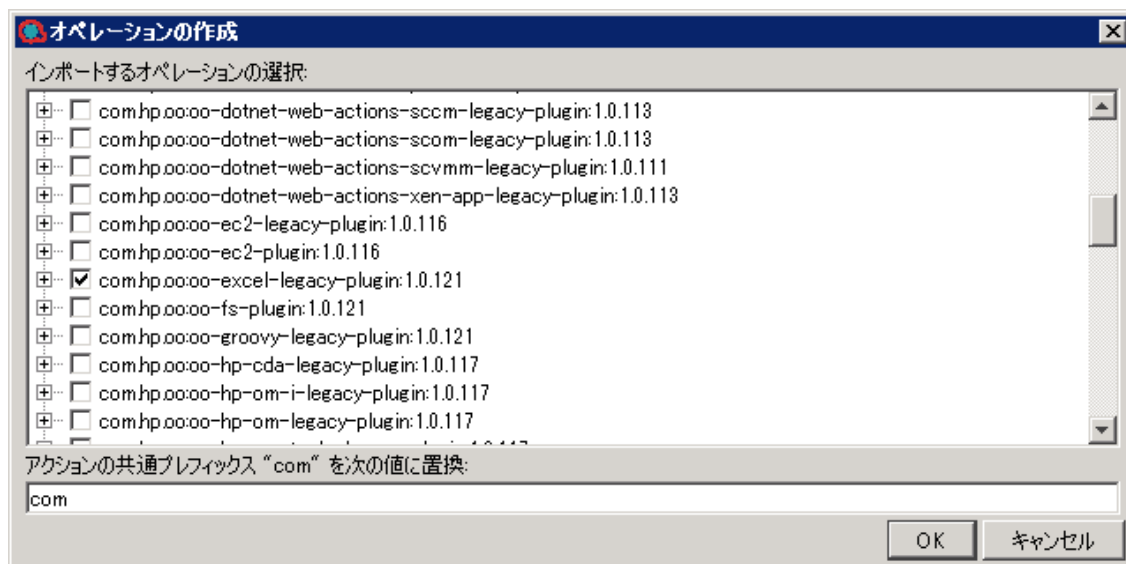 オペレーションの作成
インポートするオペレーションの選択:
com.hp.oo:oo-dotnet-web-actions-sccm-legacy-plugin:1.0.113
com.hp.oo:oo-dotnet-web-actions-scom-legacy-plugin:1.0.113
com.hp.oo:oo-dotnet-web-actions-scvmm-legacy-plugin:1.0.111
com.hp.oo:oo-dotnet-web-actions-xen-app-legacy-plugin:1.0.113
com.hp.oo:oo-ec2-legacy-plugin:1.0.116
com.hp.oo:oo-ec2-plugin:1.0.116
com.hp.oo:oo-excel-legacy-plugin:1.0.121
com.hp.oo:oo-fs-plugin:1.0.121
com.hp.oo:oo-groovy-legacy-plugin:1.0.121
com.hp.oo:oo-hp-cda-legacy-plugin:1.0.117
com.hp.oo:oo-hp-om-i-legacy-plugin:1.0.117
com.hp.oo:oo-hp-om-legacy-plugin:1.0.117
アクションの共通プレフィックス "com" を次の値に置換:
com
OK キャンセル